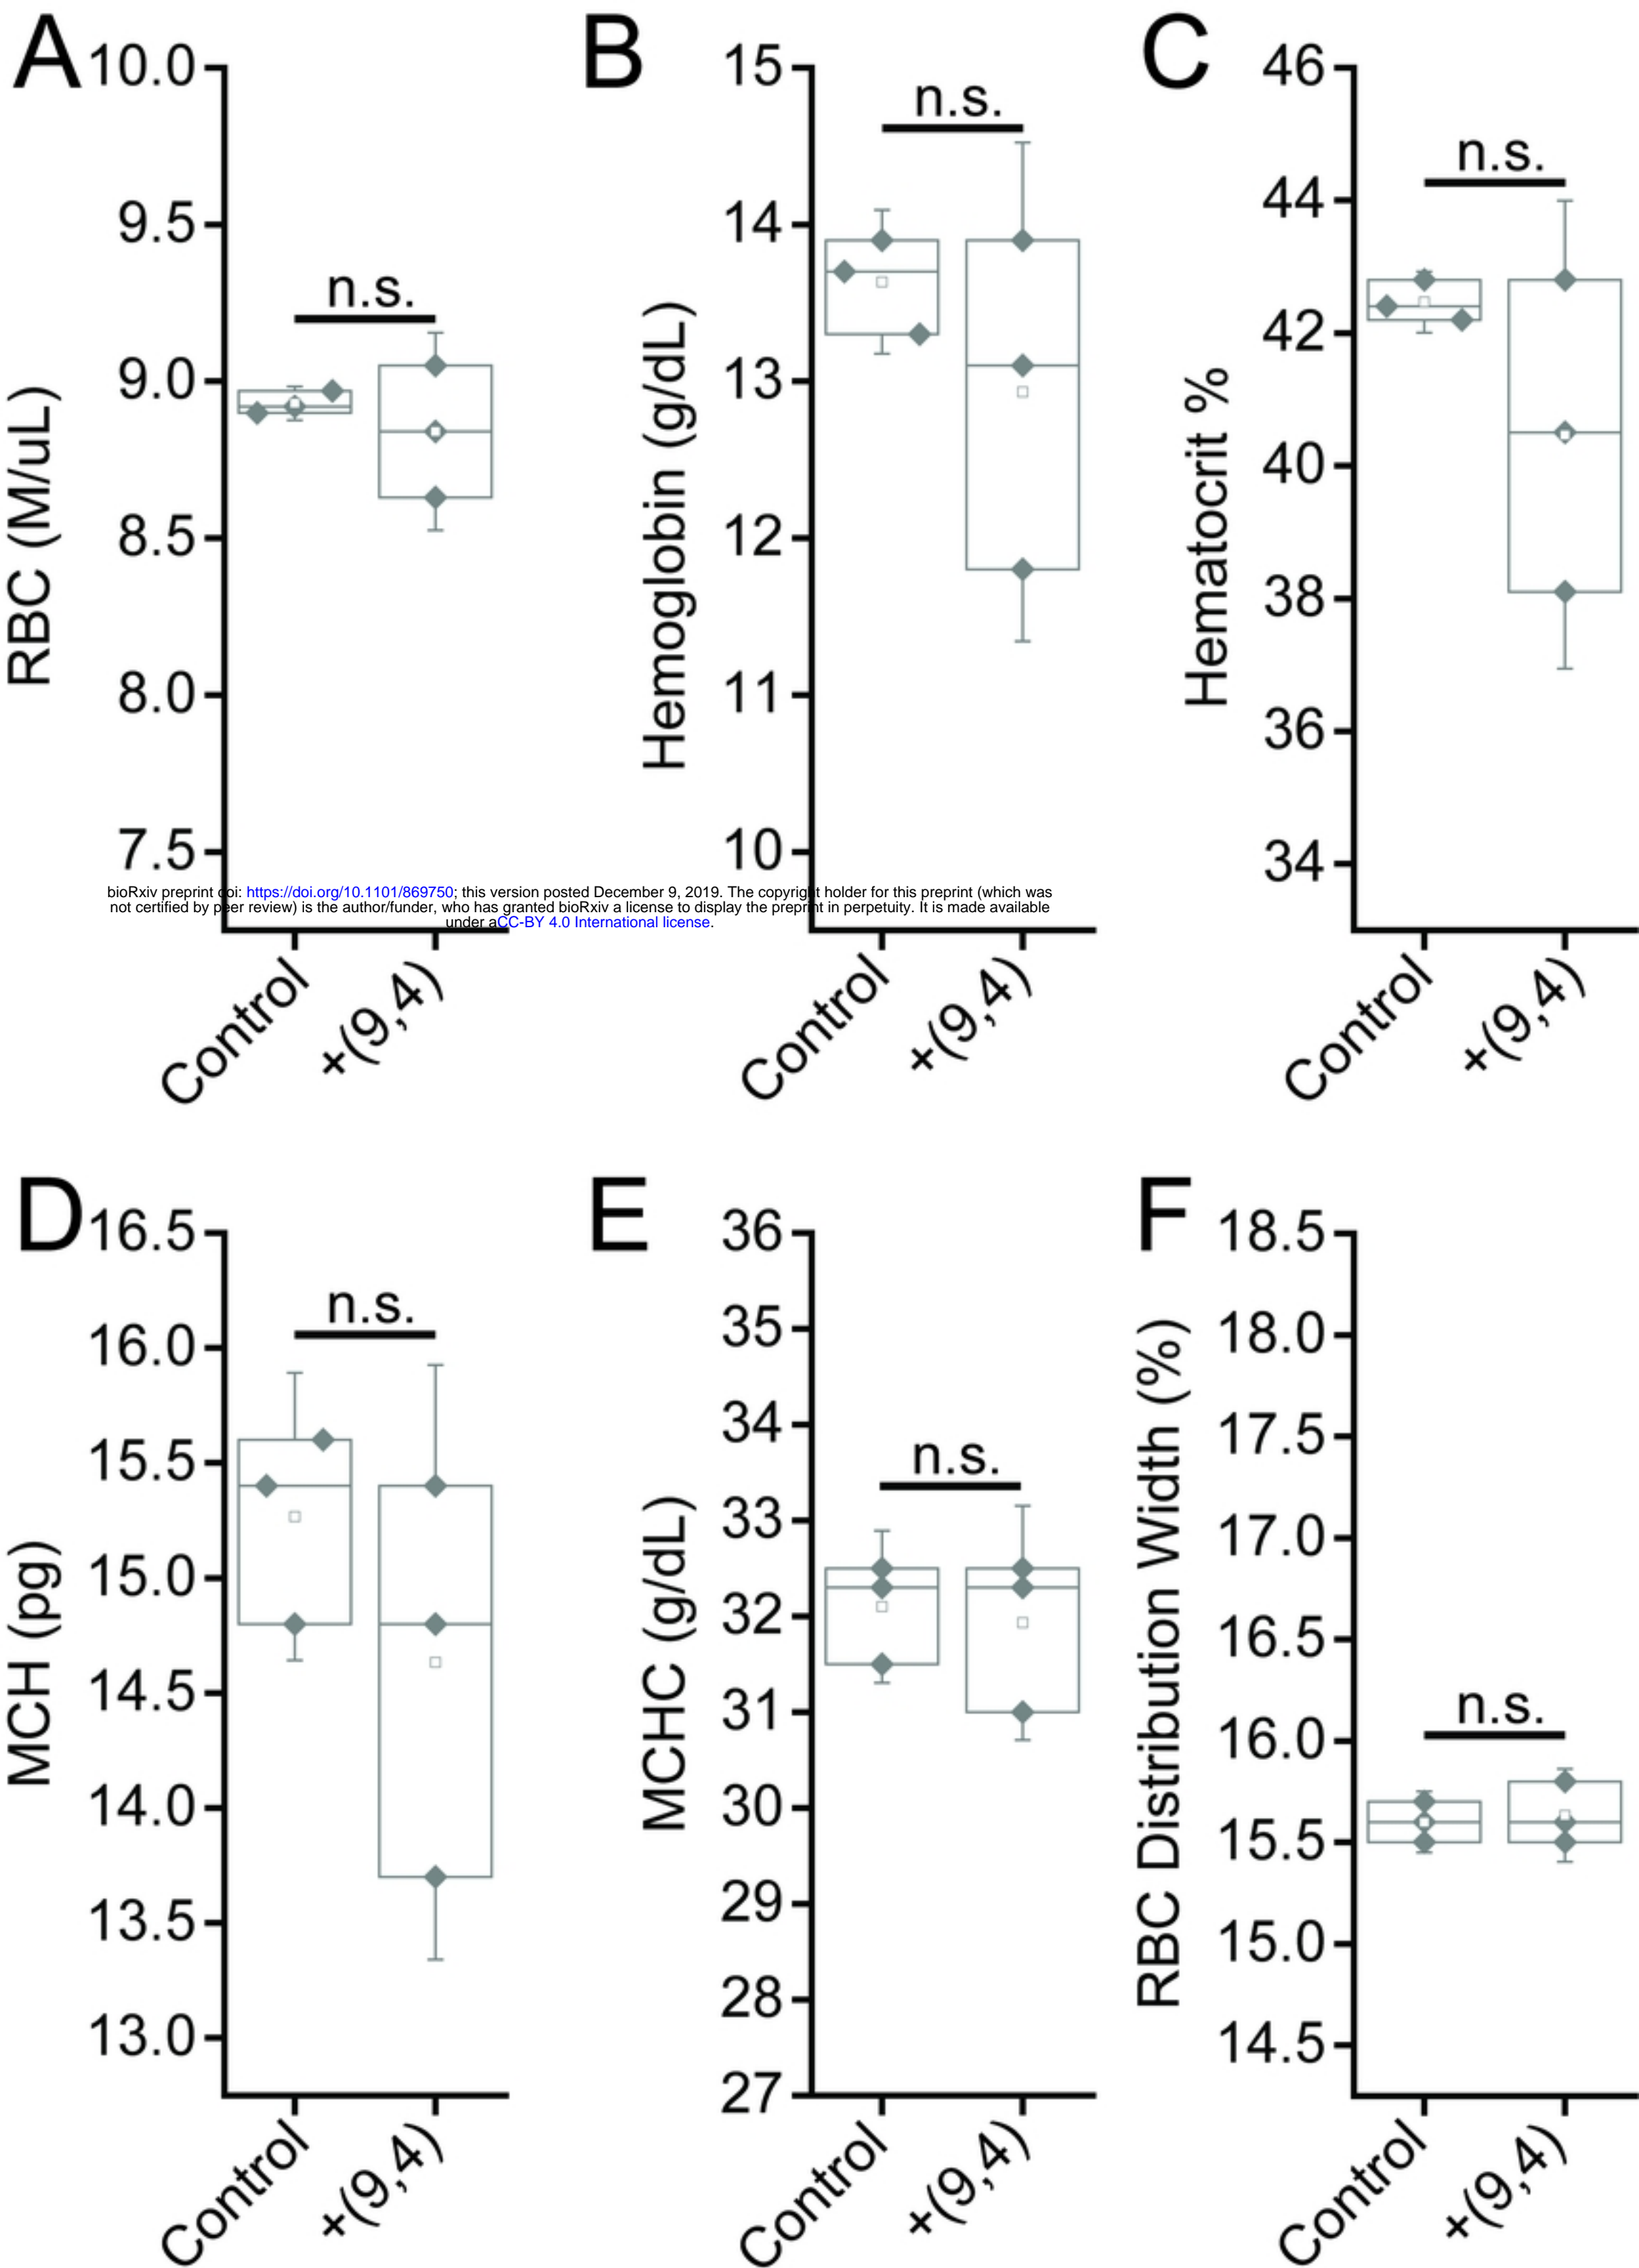 A
10.0
9.5
9.0
8.5
8.0
7.5
RBC (M/uL)
n.s.
Control
+(9,4)
B
15
14
13
12
11
10
Hemoglobin (g/dL)
n.s.
Control
+(9,4)
C
46
44
42
40
38
36
34
Hematocrit %
n.s.
Control
+(9,4)
bioRxiv preprint doi: https://doi.org/10.1101/869750; this version posted December 9, 2019. The copyright holder for this preprint (which was
not certified by peer review) is the author/funder, who has granted bioRxiv a license to display the preprint in perpetuity. It is made available
under aCC-BY 4.0 International license.
D
16.5
16.0
15.5
15.0
14.5
14.0
13.5
13.0
MCH (pg)
n.s.
Control
+(9,4)
E
36
35
34
33
32
31
30
29
28
27
MCHC (g/dL)
n.s.
Control
+(9,4)
F
18.5
18.0
17.5
17.0
16.5
16.0
15.5
15.0
14.5
RBC Distribution Width (%)
n.s.
Control
+(9,4)